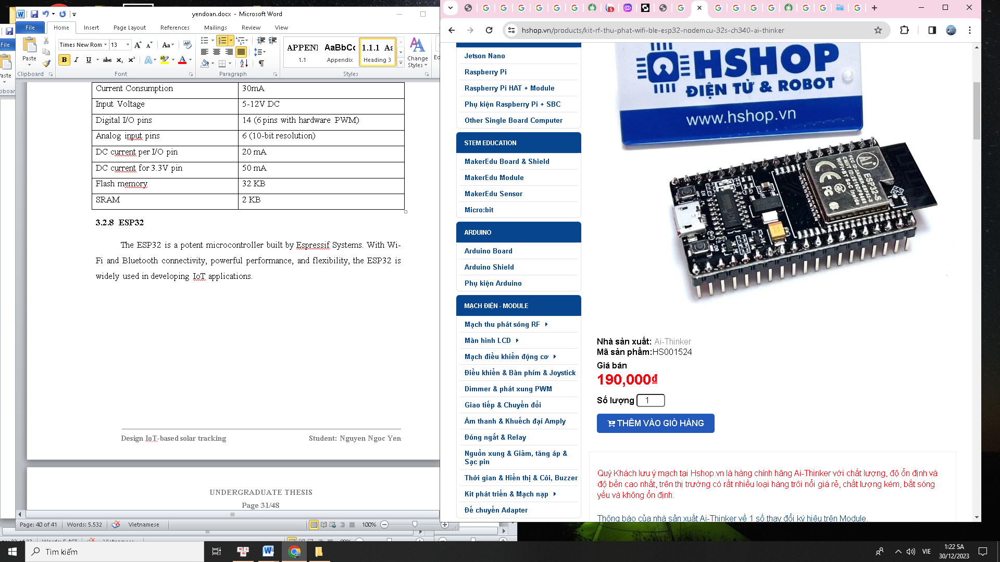 yendoan.docx - Microsoft Word
File
Home
Insert
Page Layout
References
Mailings
Review
View
Times New Rom
13
Paste
Clipboard
Font
Paragraph
APPENI
1.1
AaBbCc
Appendix
1.1.1 Aa
Heading 3
Change Styles
Styles
Current Consumption 30mA
Input Voltage 5-12V DC
Digital I/O pins 14 (6 pins with hardware PWM)
Analog input pins 6 (10-bit resolution)
DC current per I/O pin 20 mA
DC current for 3.3V pin 50 mA
Flash memory 32 KB
SRAM 2 KB
3.2.8 ESP32
The ESP32 is a potent microcontroller built by Espressif Systems. With Wi-
Fi and Bluetooth connectivity, powerful performance, and flexibility, the ESP32 is
widely used in developing IoT applications.
Design IoT-based solar tracking Student: Nguyen Ngoc Yen
UNDERGRADUATE THESIS
Page 31/48
Page: 40 of 41
Words: 5.532
Vietnamese
100%
hshop.vn/products/kit-rf-thu-phat-wifi-ble-esp32-nodemcu-32s-ch340-ai-thinker
Jetson Nano
Raspberry Pi
Raspberry Pi HAT + Module
Phụ kiện Raspberry Pi + SBC
Other Single Board Computer
STEM EDUCATION
MakerEdu Board & Shield
MakerEdu Module
MakerEdu Sensor
Micro:bit
ARDUINO
Arduino Board
Arduino Shield
Phụ kiện Arduino
MẠCH ĐIỆN - MODULE
Mạch thu phát sóng RF
Màn hình LCD
Mạch điều khiển động cơ
Điều khiển & Bàn phím & Joystick
Dimmer & phát xung PWM
Giao tiếp & Chuyển đổi
Âm thanh & Khuếch đại Amply
Đóng ngắt & Relay
Nguồn xung & Giảm, tăng áp &
Sạc pin
Thời gian & Hiển thị & Còi, Buzzer
Kit phát triển & Mạch nạp
Đế chuyển Adapter
HSHOP
ĐIỆN TỬ & ROBOT
www.hshop.vn
Ai
ESP32-S
Nhà sản xuất: Ai-Thinker
Mã sản phẩm:HS001524
Giá bán
190,000₫
Số lượng 1
THÊM VÀO GIỎ HÀNG
Quý Khách lưu ý mạch tại Hshop.vn là hàng chính hãng Ai-Thinker với chất lượng, độ ổn định và
độ bền cao nhất, trên thị trường có rất nhiều loại hàng trôi nổi giá rẻ, chất lượng kém, bắt sóng
yếu và không ổn định.
Thông báo của nhà sản xuất Ai-Thinker về 1 số thay đổi ký hiệu trên Module.
Tìm kiếm
VIE
1:22 SA
30/12/2023